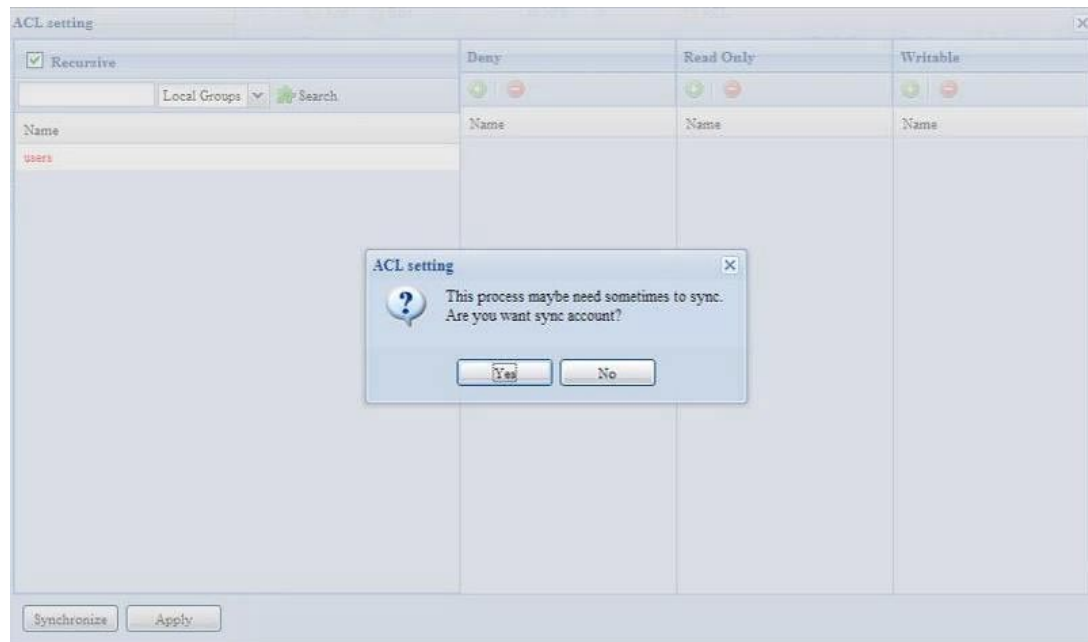 ACL setting
Recursive
Deny
Read Only
Writable
Local Groups
Search
Name
Name
Name
Name
users
ACL setting
This process maybe need sometimes to sync.
Are you want sync account?
Yes
No
Synchronize
Apply